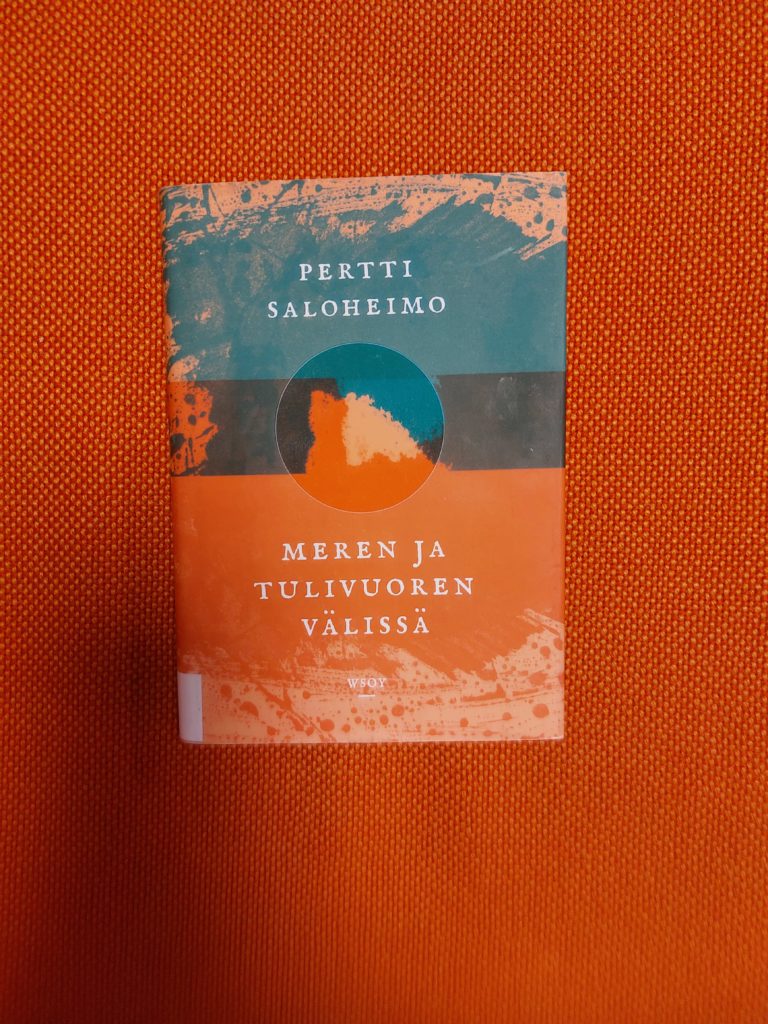 PERTTI
SALOHEIMO
MEREN JA
TULIVUOREN
VÄLISSÄ
WSOY